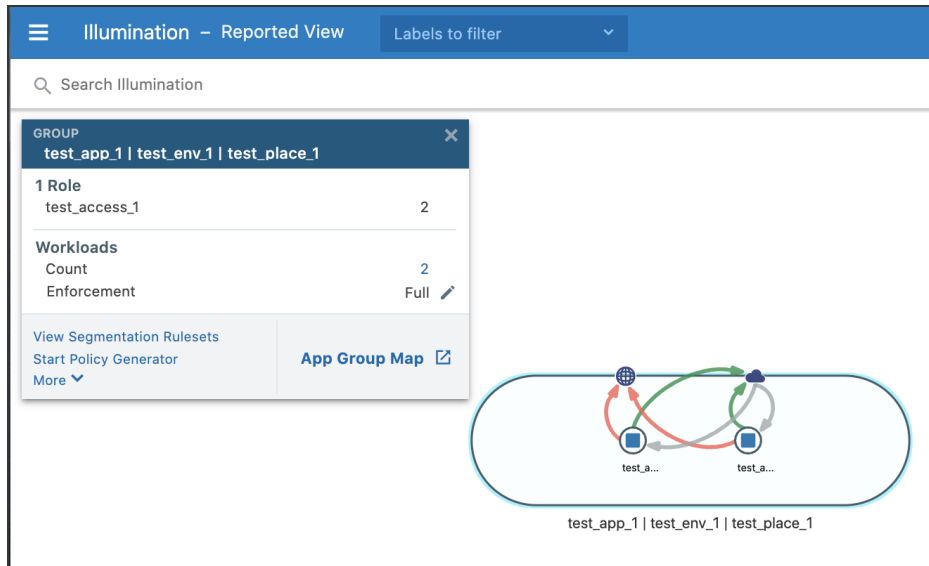 Illumination – Reported View
Labels to filter
Search Illumination
GROUP
test_app_1 | test_env_1 | test_place_1
1 Role
test_access_1 2
Workloads
Count 2
Enforcement Full
View Segmentation Rulesets
Start Policy Generator
More
App Group Map
test_a...
test_a...
test_app_1 | test_env_1 | test_place_1